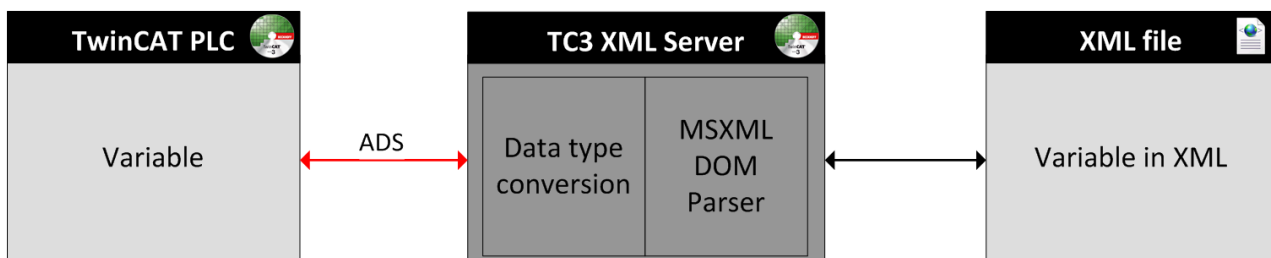 TwinCAT PLC
TC3 XML Server
XML file
Variable
ADS
Data type
conversion
MSXML
DOM
Parser
Variable in XML